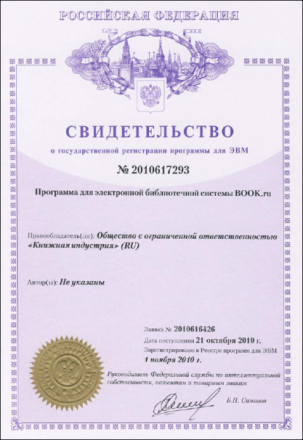 РОССИЙСКАЯ ФЕДЕРАЦИЯ
СВИДЕТЕЛЬСТВО
о государственной регистрации программы для ЭВМ
№ 2010617293
Программа для электронной библиотечной системы BOOK.ru
Правообладатель(ли): Общество с ограниченной ответственностью
«Книжная индустрия» (RU)
Автор(ы): Не указаны
Заявка № 2010616426
Дата поступления 21 октября 2010 г.
Зарегистрировано в Реестре программ для ЭВМ
1 ноября 2010 г.
Руководитель Федеральной службы по интеллектуальной
собственности, патентам и товарным знакам
Б.П. Симонов